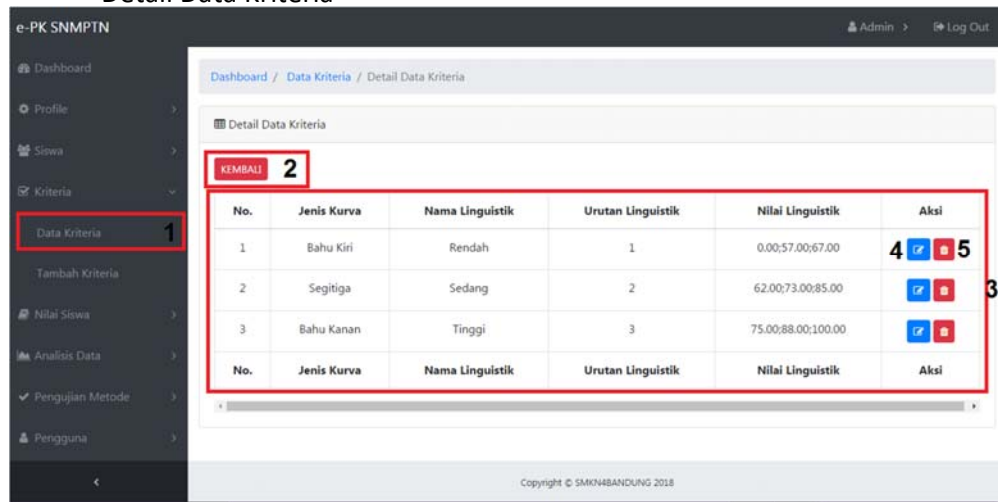 Detail Data Kriteria
e-PK SNMPTN
Admin > Log Out
Dashboard
Profile
Siswa
Kriteria
Data Kriteria 1
Tambah Kriteria
Nilai Siswa
Analisis Data
Pengujian Metode
Pengguna
Dashboard / Data Kriteria / Detail Data Kriteria
Detail Data Kriteria
KEMBALI 2
No. Jenis Kurva Nama Linguistik Urutan Linguistik Nilai Linguistik Aksi
1 Bahu Kiri Rendah 1 0.00;57.00;67.00 4 5
2 Segitiga Sedang 2 62.00;73.00;85.00
3
3 Bahu Kanan Tinggi 3 75.00;88.00;100.00
No. Jenis Kurva Nama Linguistik Urutan Linguistik Nilai Linguistik Aksi
Copyright © SMKN4BANDUNG 2018